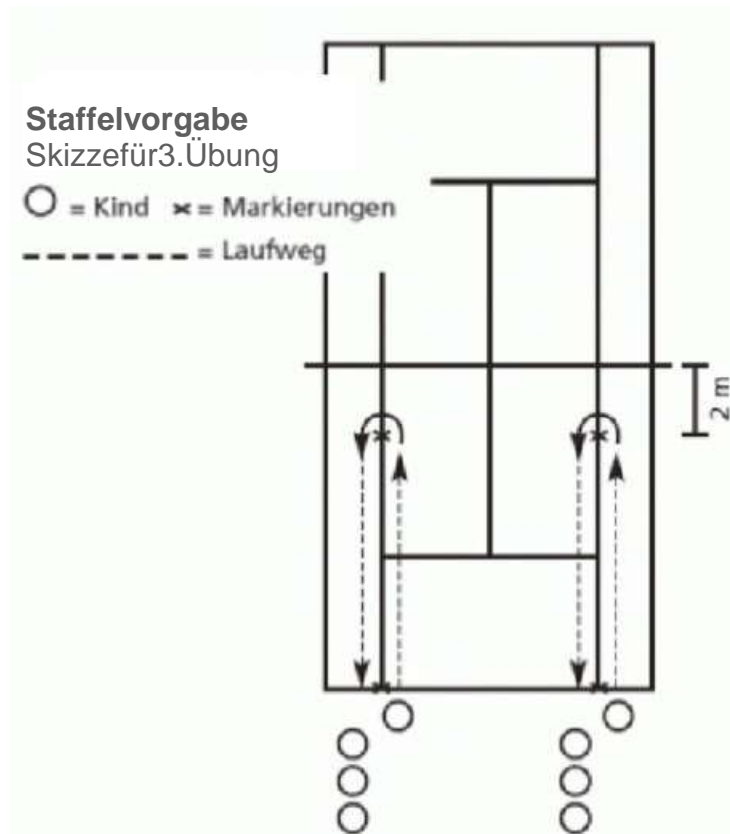 Staffelvorgabe
Skizzefür3.Übung
= Kind × = Markierungen
= Laufweg
2 m